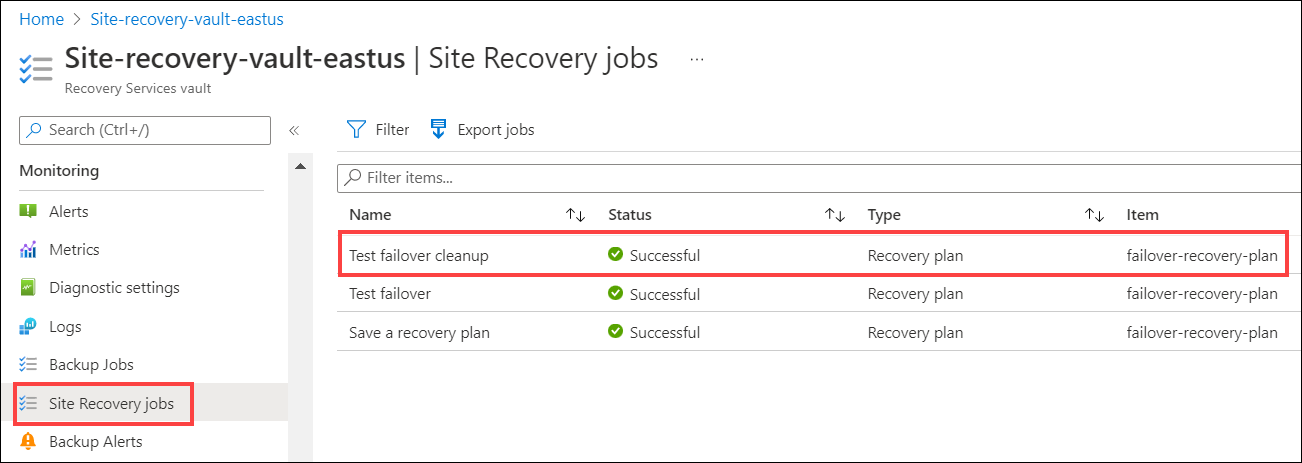 Home > Site-recovery-vault-eastus
Site-recovery-vault-eastus | Site Recovery jobs ...
Recovery Services vault
Search (Ctrl+/)
«
Filter
Export jobs
Monitoring
Alerts
Metrics
Diagnostic settings
Logs
Backup Jobs
Site Recovery jobs
Backup Alerts
Filter items...
Name Status Type Item
Test failover cleanup Successful Recovery plan failover-recovery-plan
Test failover Successful Recovery plan failover-recovery-plan
Save a recovery plan Successful Recovery plan failover-recovery-plan